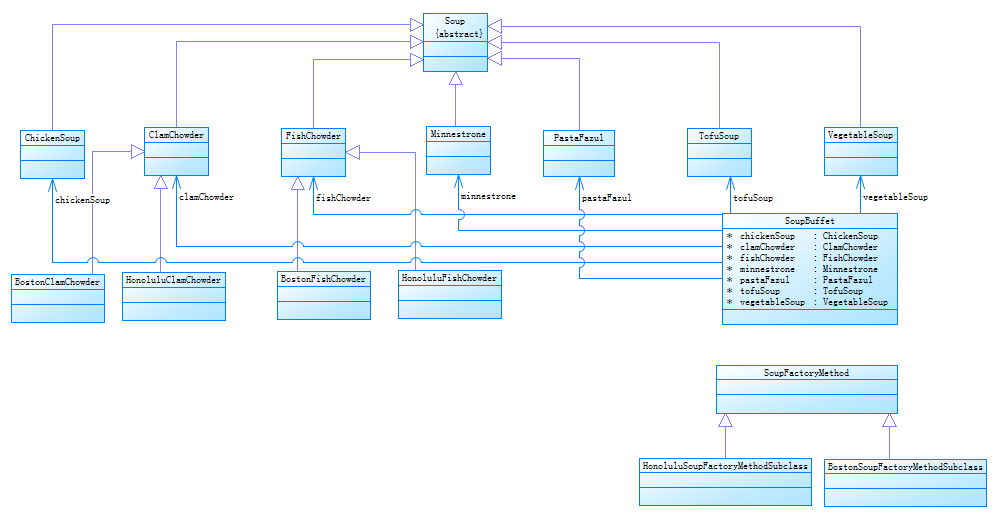 Soup
{abstract}
ChickenSoup
ClamChowder
FishChowder
Minnestrone
PastaFazul
TofuSoup
VegetableSoup
chickenSoup
clamChowder
fishChowder
minnestrone
pastaFazul
tofuSoup
vegetableSoup
SoupBuffet
* chickenSoup : ChickenSoup
* clamChowder : ClamChowder
* fishChowder : FishChowder
* minnestrone : Minnestrone
* pastaFazul : PastaFazul
* tofuSoup : TofuSoup
* vegetableSoup : VegetableSoup
BostonClamChowder
HonoluluClamChowder
BostonFishChowder
HonoluluFishChowder
SoupFactoryMethod
HonoluluSoupFactoryMethodSubclass
BostonSoupFactoryMethodSubclass